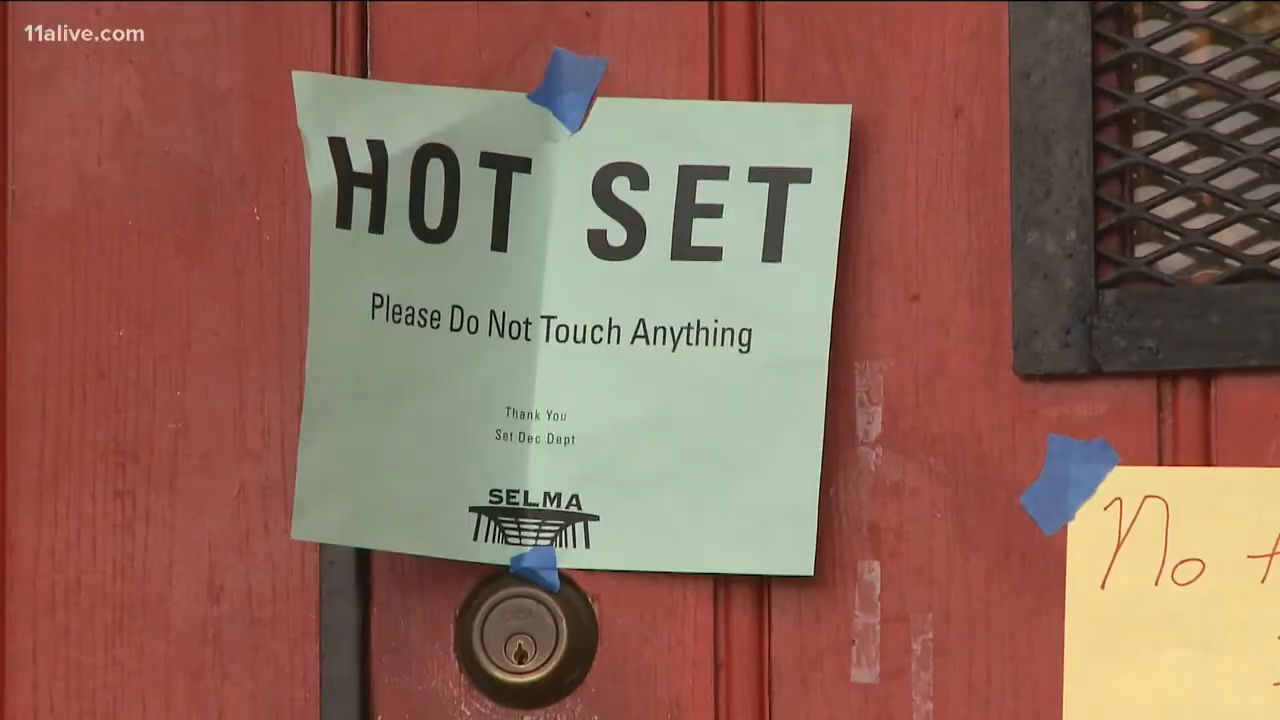 11alive.com
HOT SET
Please Do Not Touch Anything
Thank You
Set Dec Dept
SELMA
No